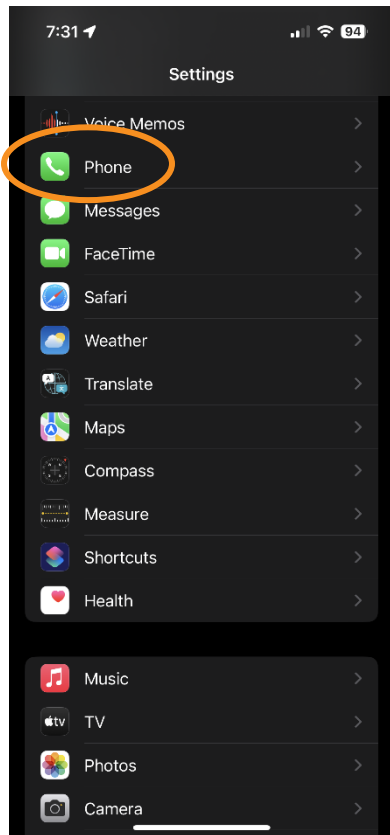 7:31
94
Settings
Voice Memos
Phone
Messages
FaceTime
Safari
Weather
Translate
Maps
Compass
Measure
Shortcuts
Health
Music
tv
TV
Photos
Camera